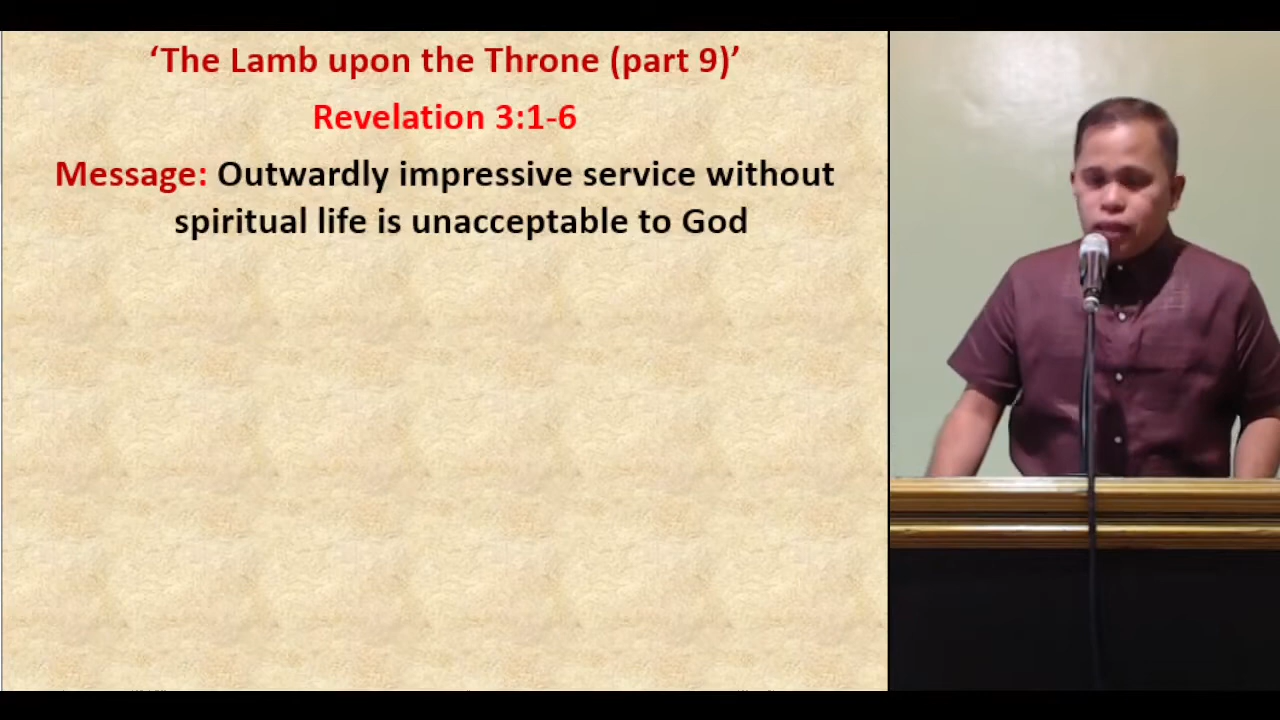 ‘The Lamb upon the Throne (part 9)’
Revelation 3:1-6
Message: Outwardly impressive service without
spiritual life is unacceptable to God